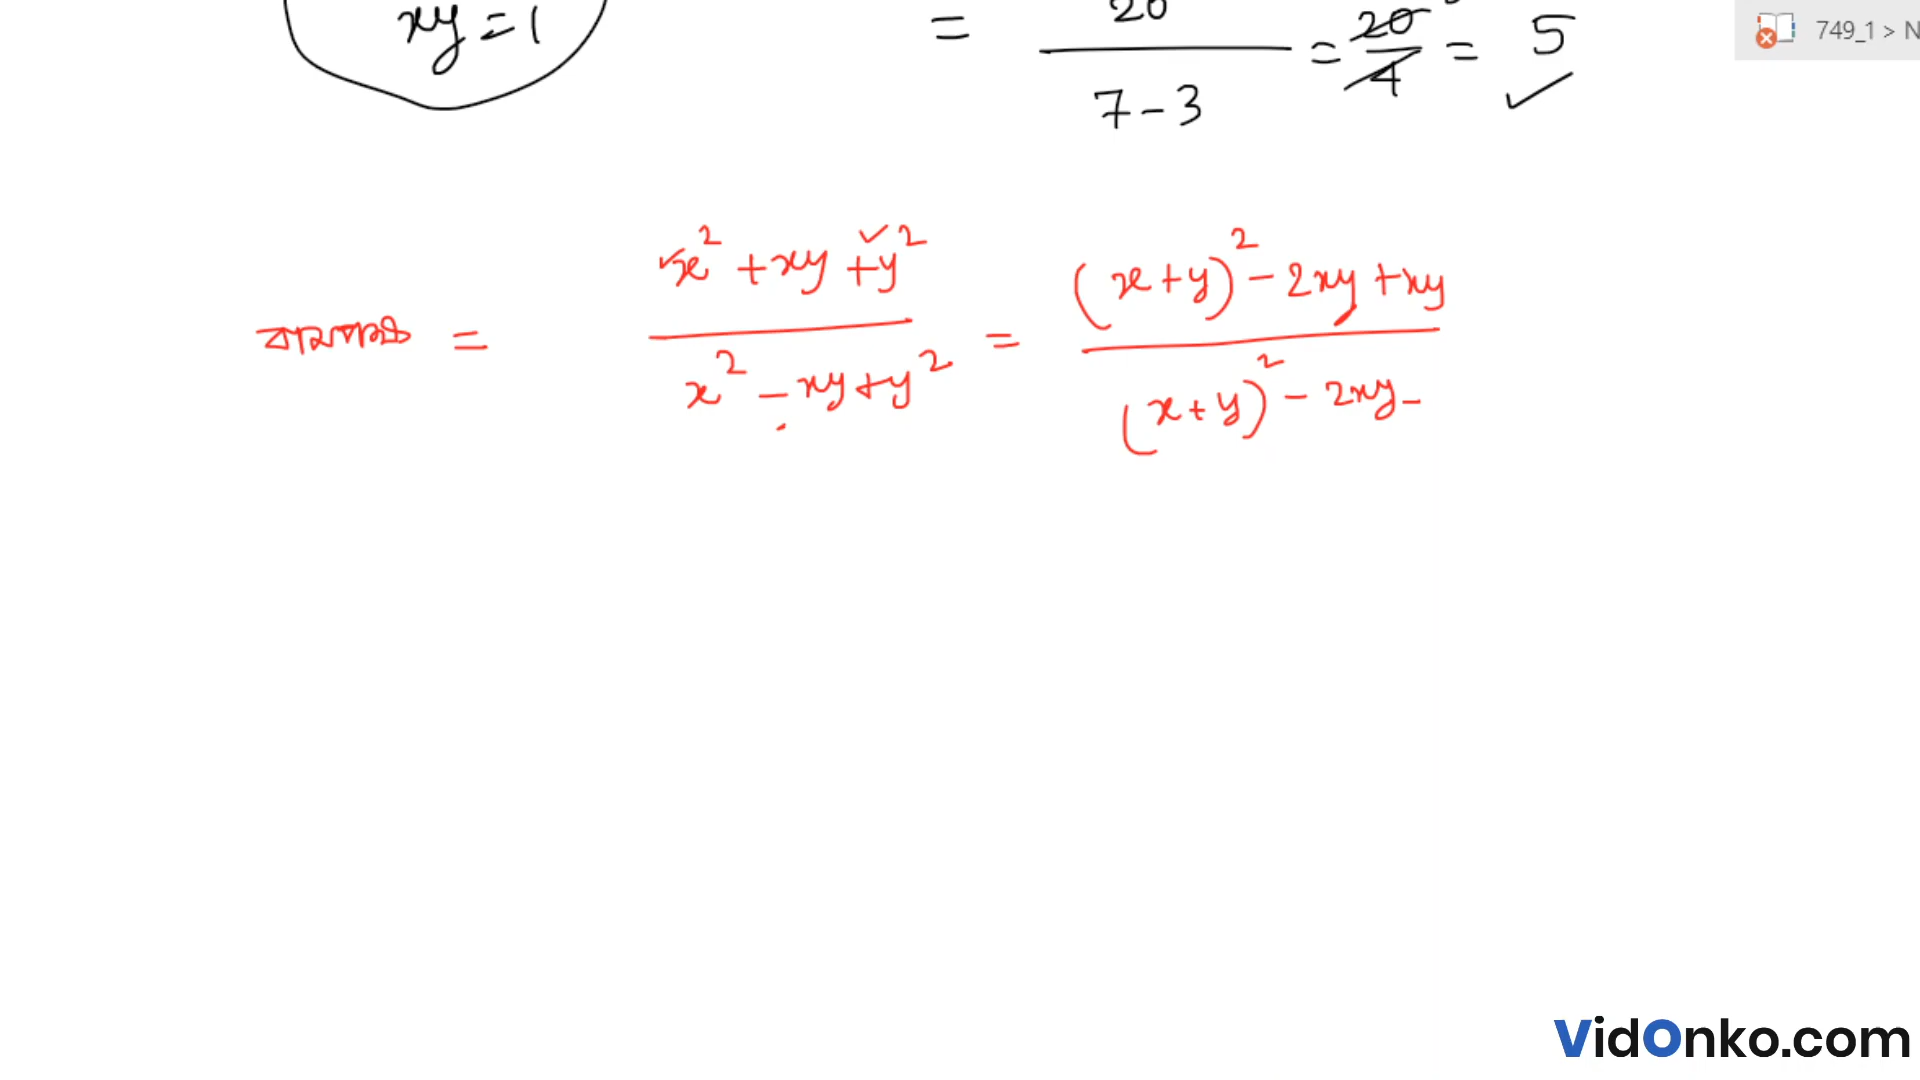 xy = 1
= 20 / 7 - 3 = 20 / 4 = 5 ✓
749_1 > N
বামপক্ষ = x² + xy + y² / x² - xy + y² = (x + y)² - 2xy + xy / (x + y)² - 2xy -
VidOnko.com